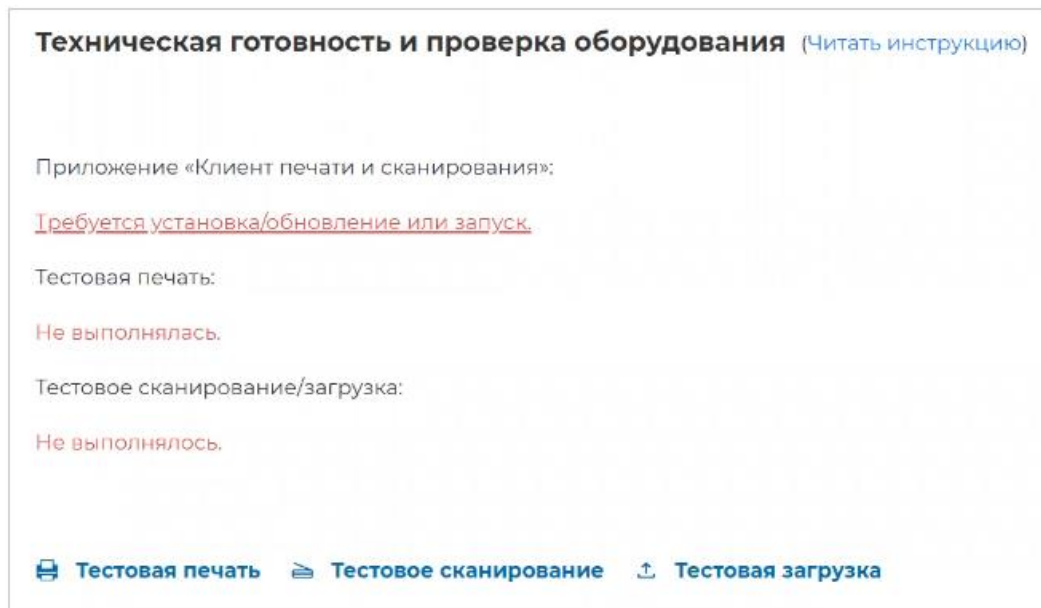 Техническая готовность и проверка оборудования (Читать инструкцию)
Приложение «Клиент печати и сканирования»:
Требуется установка/обновление или запуск.
Тестовая печать:
Не выполнялась.
Тестовое сканирование/загрузка:
Не выполнялось.
Тестовая печать Тестовое сканирование Тестовая загрузка